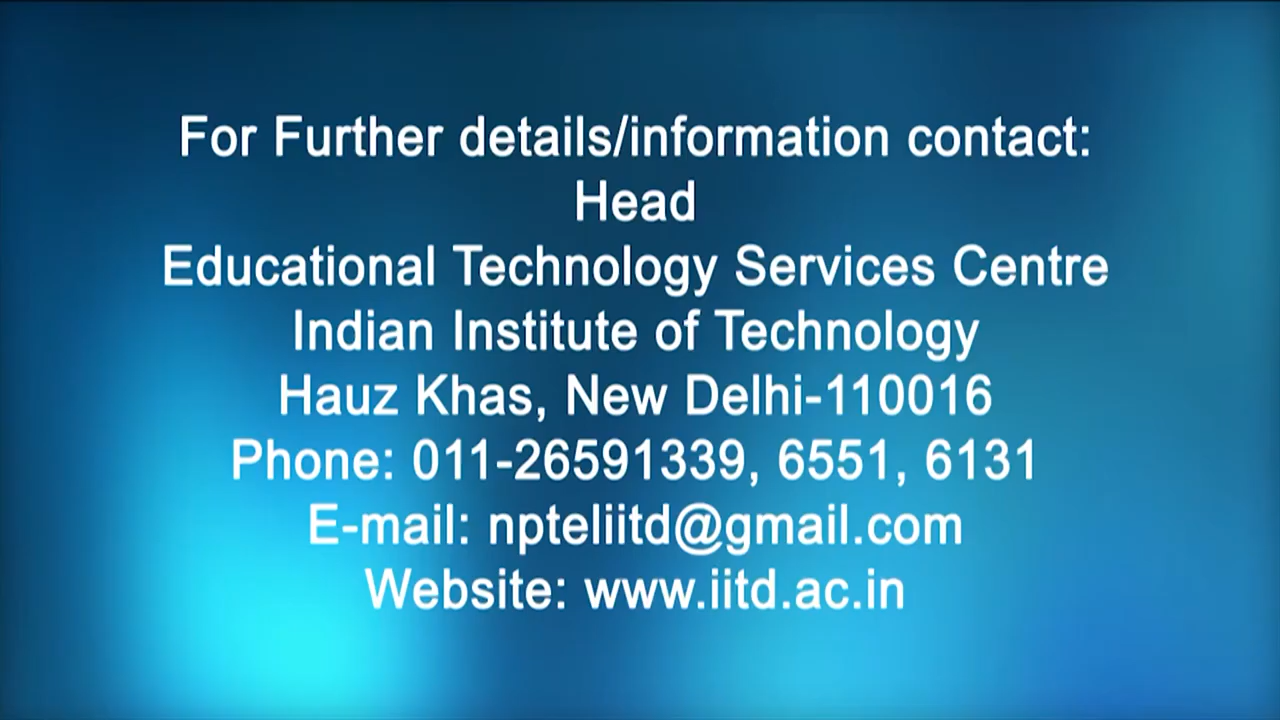 For Further details/information contact:
Head
Educational Technology Services Centre
Indian Institute of Technology
Hauz Khas, New Delhi-110016
Phone: 011-26591339, 6551, 6131
E-mail: npteliitd@gmail.com
Website: www.iitd.ac.in